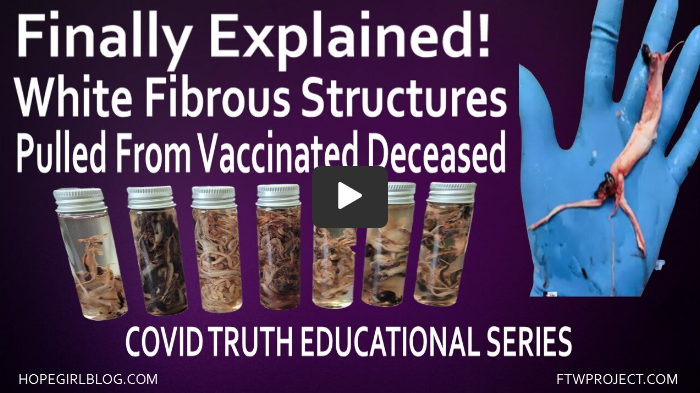 Finally Explained!
White Fibrous Structures
Pulled From Vaccinated Deceased
COVID TRUTH EDUCATIONAL SERIES
HOPEGIRLBLOG.COM
FTWPROJECT.COM